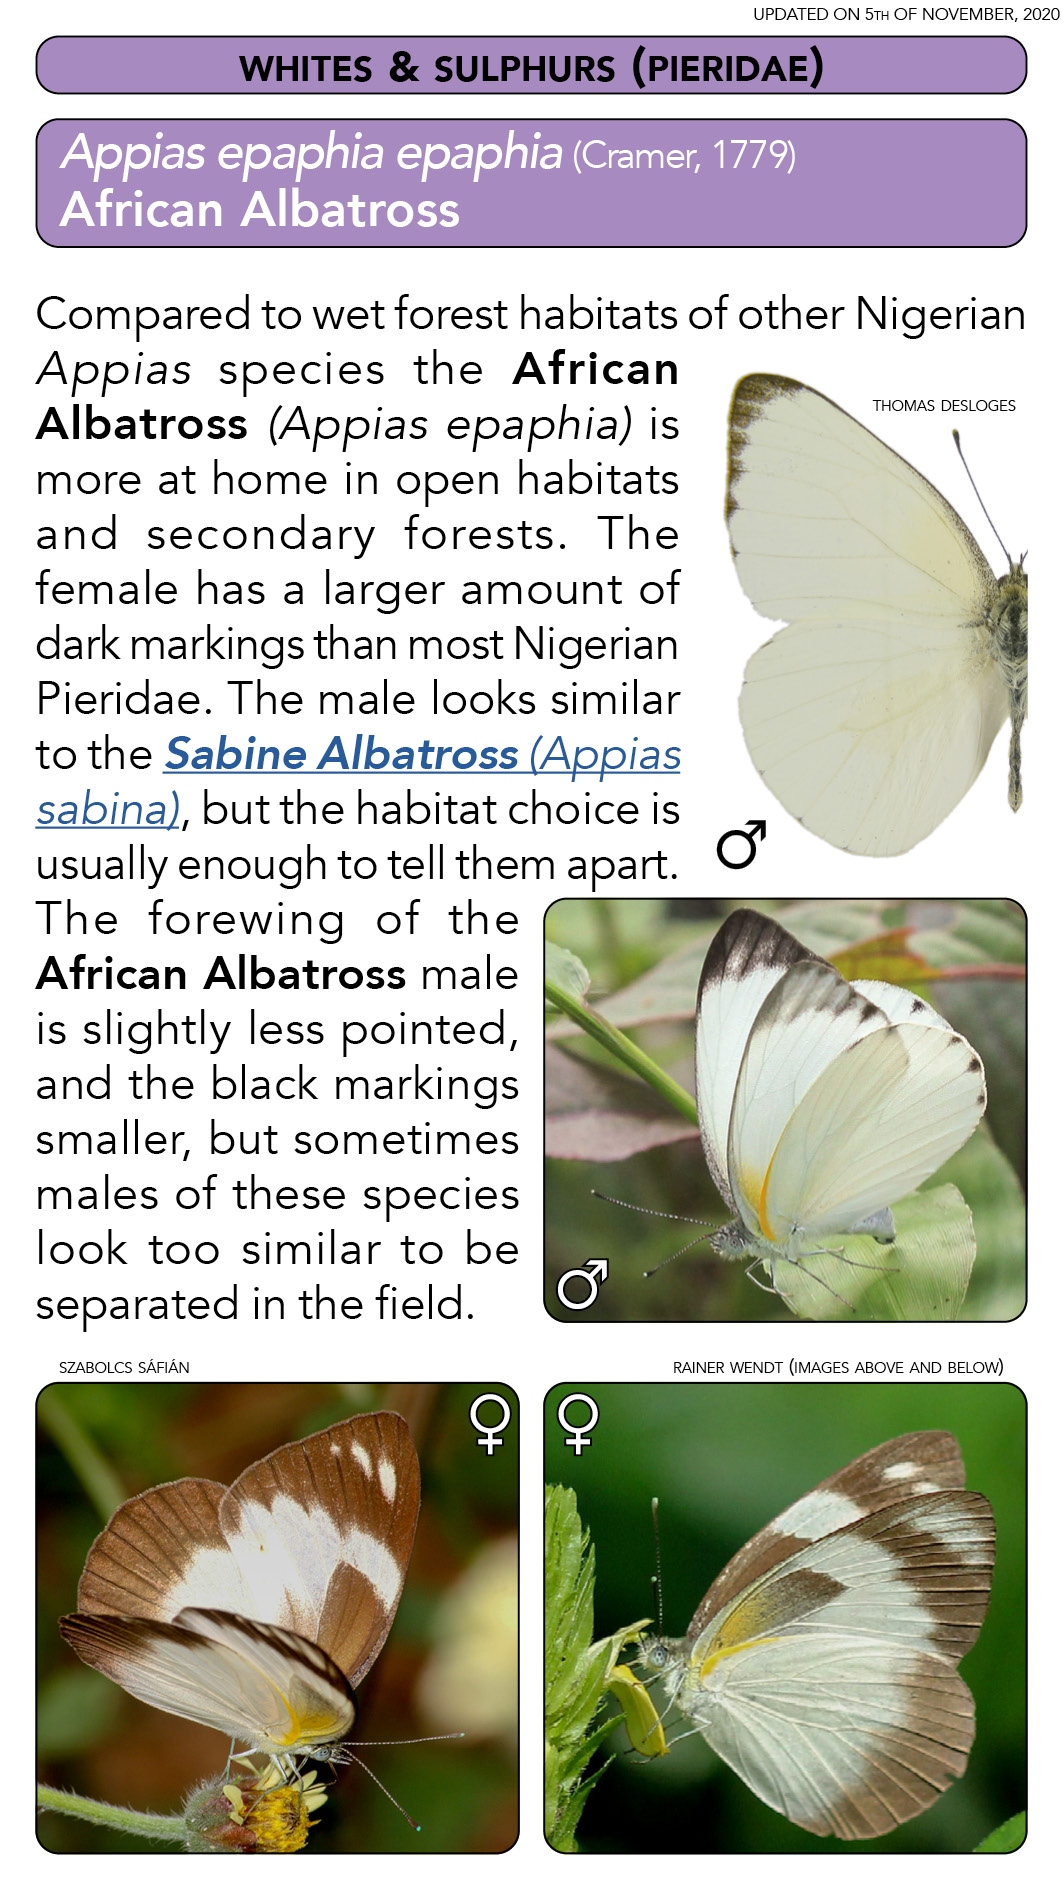 UPDATED ON 5TH OF NOVEMBER, 2020
WHITES & SULPHURS (PIERIDAE)
Appias epaphia epaphia (Cramer, 1779)
African Albatross
Compared to wet forest habitats of other Nigerian
Appias species the African
Albatross (Appias epaphia) is
more at home in open habitats
and secondary forests. The
female has a larger amount of
dark markings than most Nigerian
Pieridae. The male looks similar
to the Sabine Albatross (Appias
sabina), but the habitat choice is
usually enough to tell them apart.
The forewing of the
African Albatross male
is slightly less pointed,
and the black markings
smaller, but sometimes
males of these species
look too similar to be
separated in the field.
THOMAS DESLOGES
♂
♂
SZABOLCS SÁFIÁN
RAINER WENDT (IMAGES ABOVE AND BELOW)
♀
♀